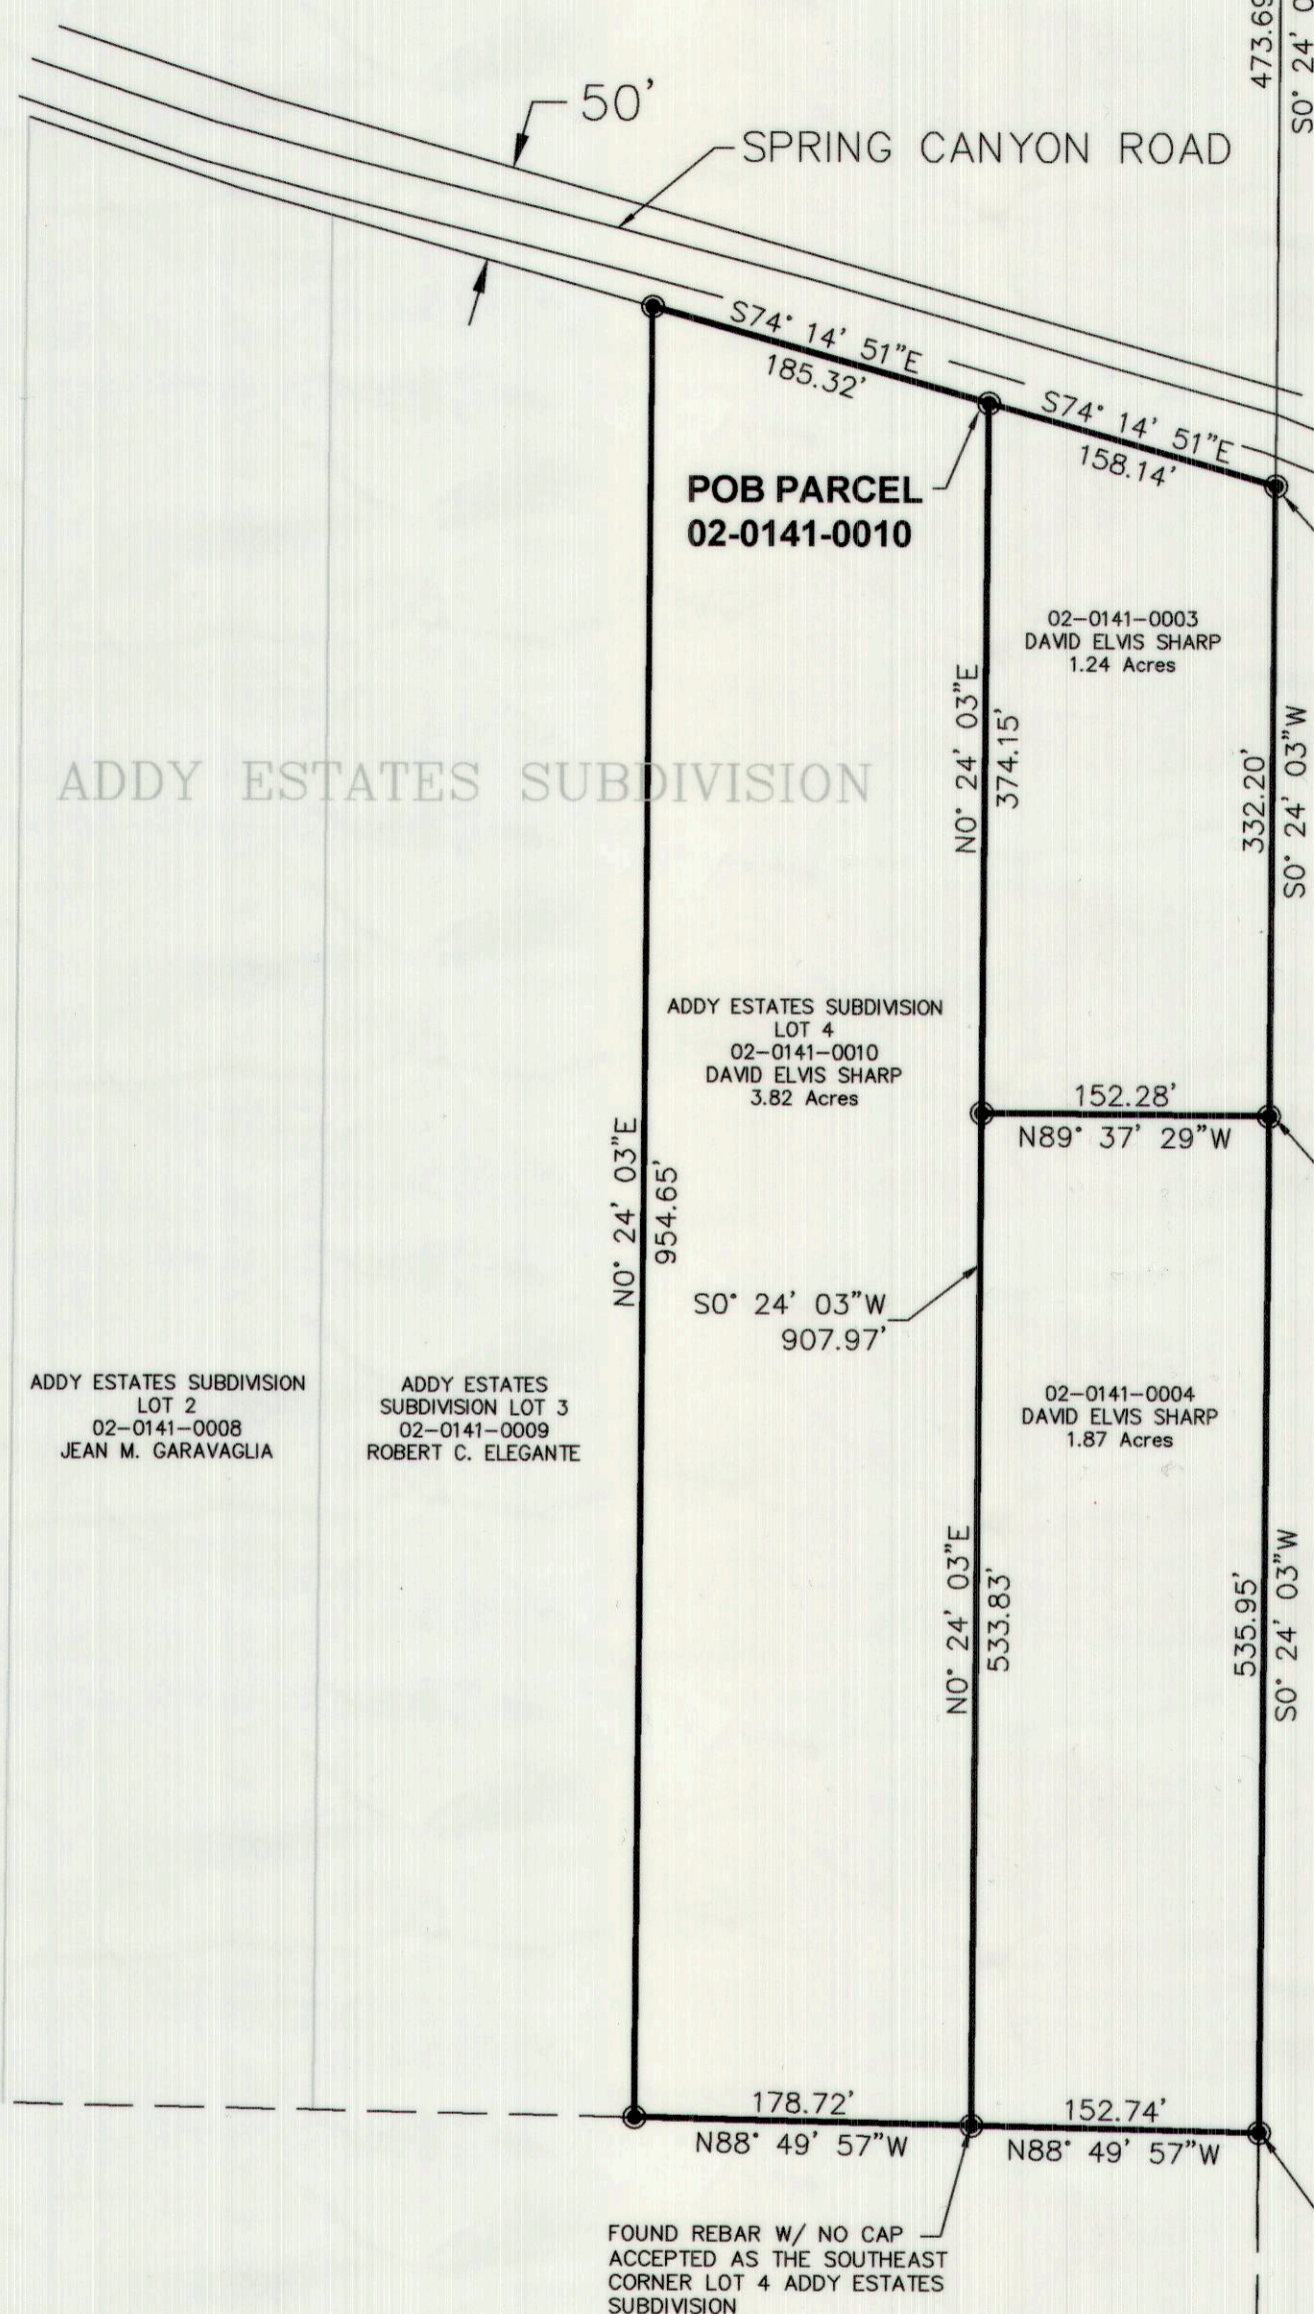 473.69
S0° 24' 0
50'
SPRING CANYON ROAD
S74° 14' 51"E
185.32'
S74° 14' 51"E
158.14'
POB PARCEL
02-0141-0010
02-0141-0003
DAVID ELVIS SHARP
1.24 Acres
N0° 24' 03"E
374.15'
332.20'
S0° 24' 03"W
ADDY ESTATES SUBDIVISION
ADDY ESTATES SUBDIVISION
LOT 4
02-0141-0010
DAVID ELVIS SHARP
3.82 Acres
152.28'
N89° 37' 29"W
N0° 24' 03"E
954.65'
S0° 24' 03"W
907.97'
ADDY ESTATES SUBDIVISION
LOT 2
02-0141-0008
JEAN M. GARAVAGLIA
ADDY ESTATES
SUBDIVISION LOT 3
02-0141-0009
ROBERT C. ELEGANTE
02-0141-0004
DAVID ELVIS SHARP
1.87 Acres
N0° 24' 03"E
533.83'
535.95'
S0° 24' 03"W
178.72'
N88° 49' 57"W
152.74'
N88° 49' 57"W
FOUND REBAR W/ NO CAP
ACCEPTED AS THE SOUTHEAST
CORNER LOT 4 ADDY ESTATES
SUBDIVISION